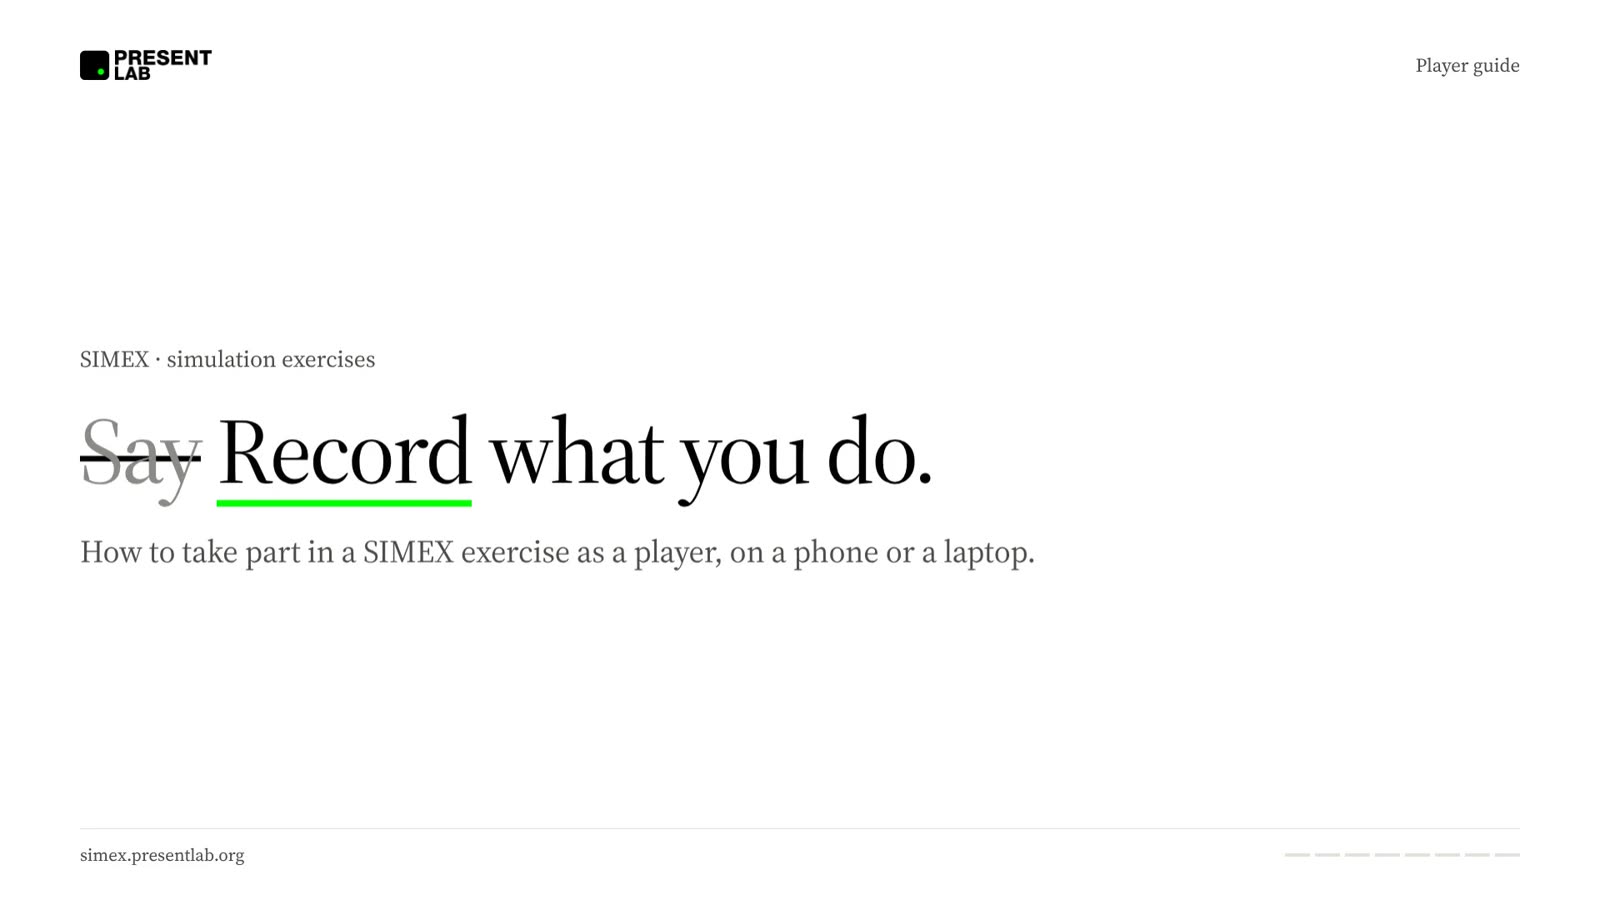 PRESENT
LAB
Player guide
SIMEX · simulation exercises
Say Record what you do.
How to take part in a SIMEX exercise as a player, on a phone or a laptop.
simex.presentlab.org